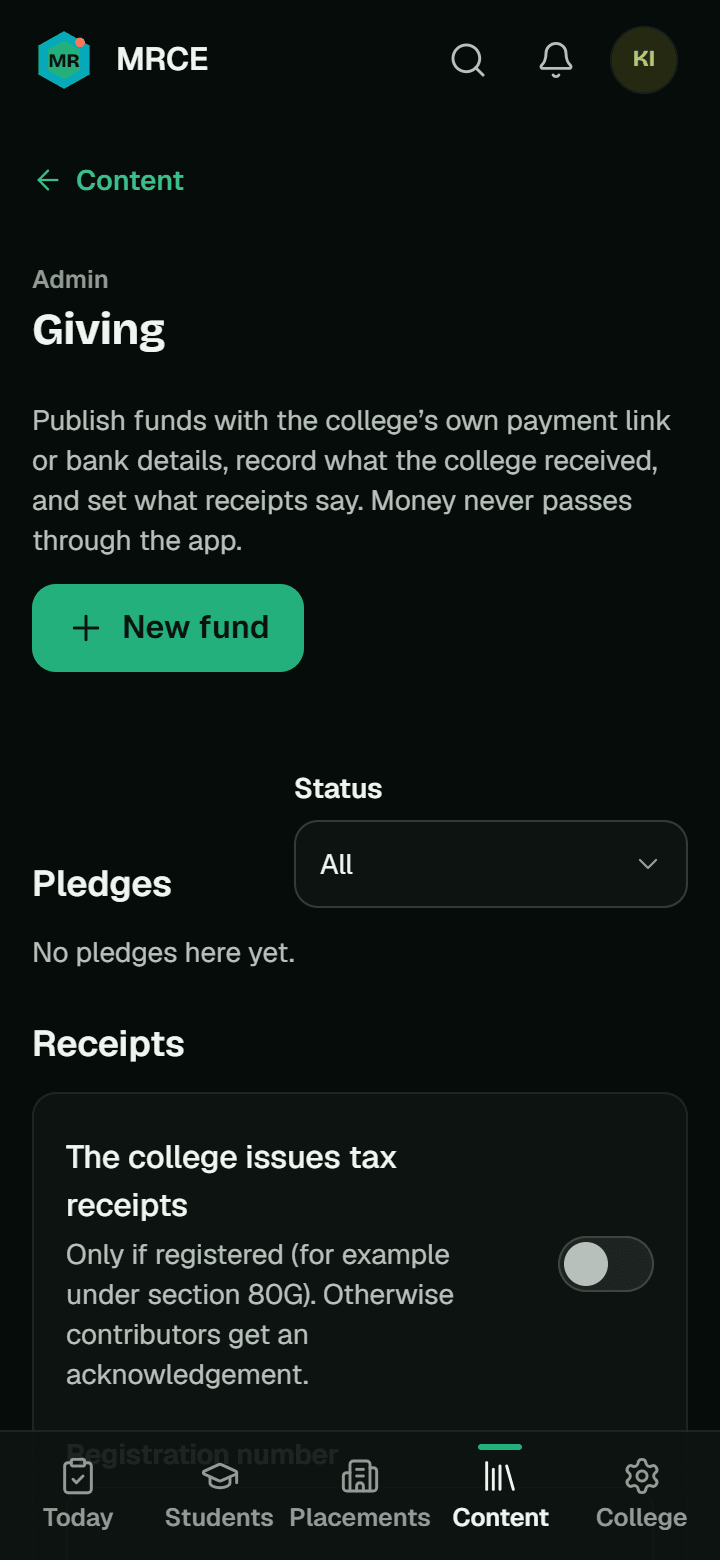 MR MRCE KI
Content
Admin
Giving
Publish funds with the college’s own payment link
or bank details, record what the college received,
and set what receipts say. Money never passes
through the app.
New fund
Status
All
Pledges
No pledges here yet.
Receipts
The college issues tax
receipts
Only if registered (for example
under section 80G). Otherwise
contributors get an
acknowledgement.
Registration number
Today Students Placements Content College